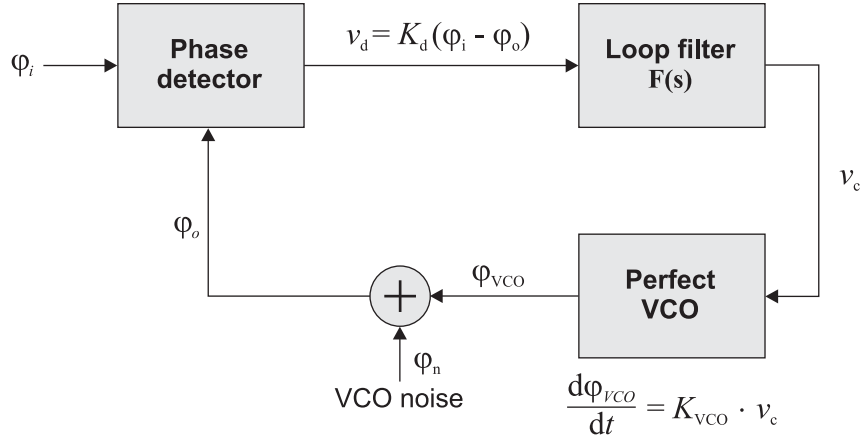 φi
Phase
detector
vd = Kd (φi - φo)
Loop filter
F(s)
vc
φo
φVCO
Perfect
VCO
+
φn
VCO noise
dφVCO
dt
= KVCO · vc